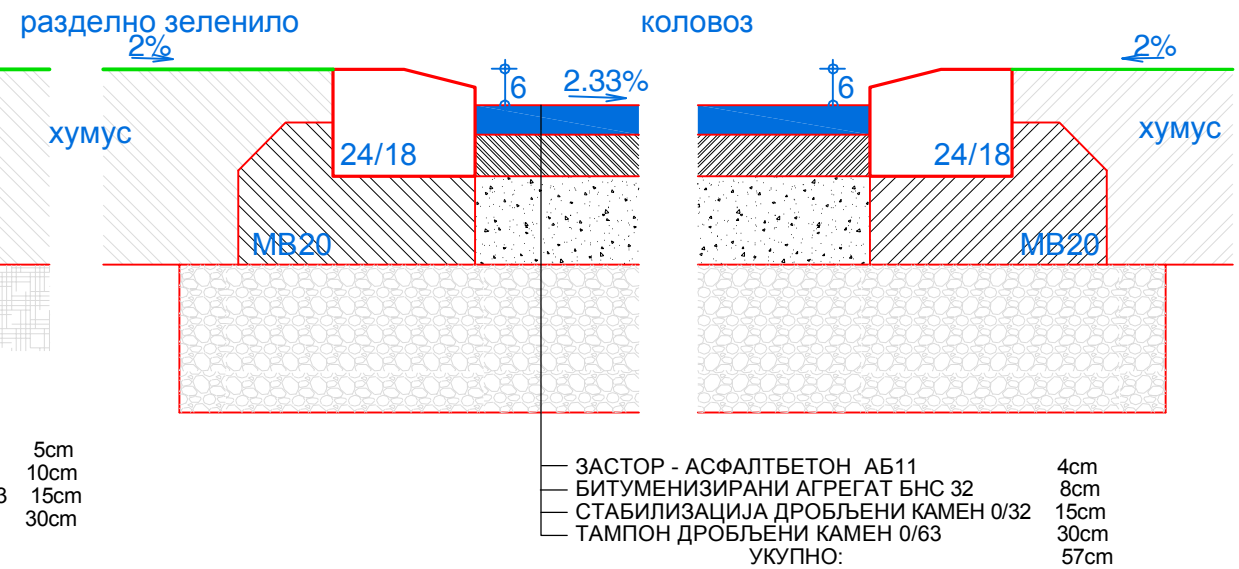 разделно зеленило
коловоз
2%
2%
6
2.33%
6
хумус
хумус
24/18
24/18
МВ20
МВ20
5cm
10cm
15cm
30cm
ЗАСТОР - АСФАЛТБЕТОН АБ11 4cm
БИТУМЕНИЗИРАНИ АГРЕГАТ БНС 32 8cm
СТАБИЛИЗАЦИЈА ДРОБЉЕНИ КАМЕН 0/32 15cm
ТАМПОН ДРОБЉЕНИ КАМЕН 0/63 30cm
УКУПНО: 57cm